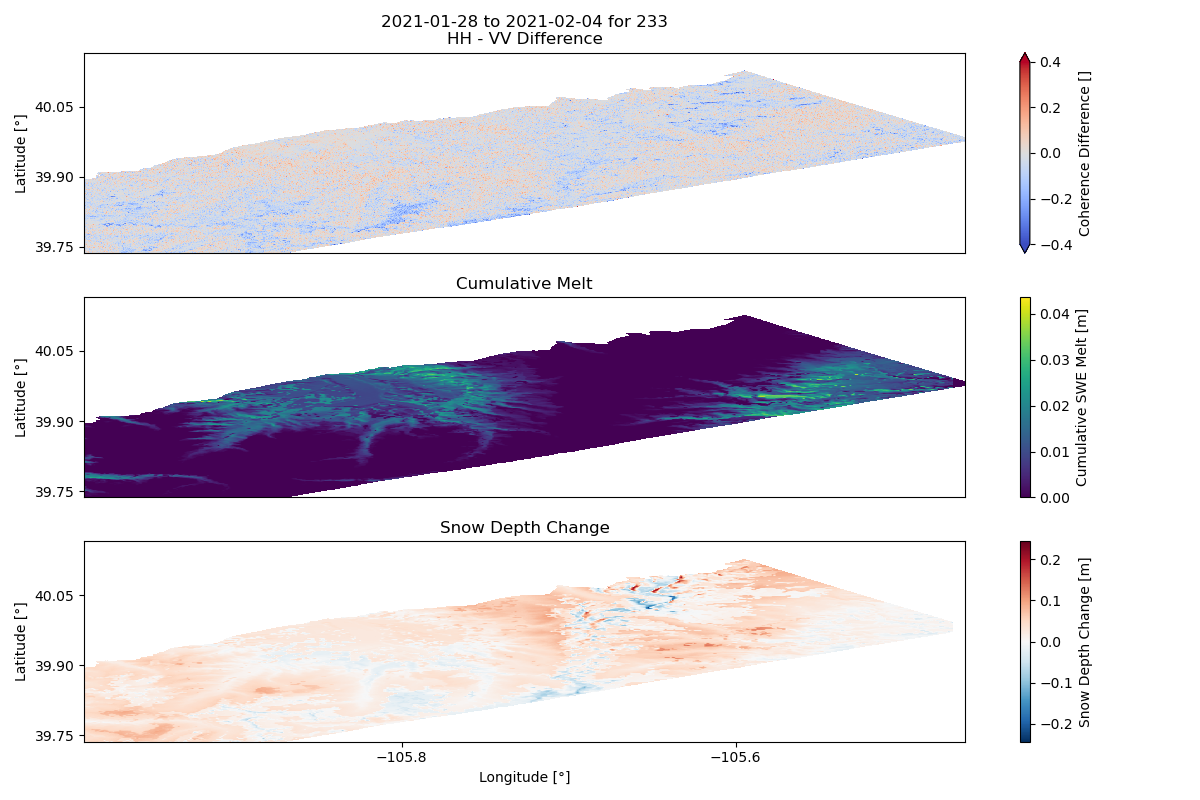 2021-01-28 to 2021-02-04 for 233
HH - VV Difference
40.05
39.90
39.75
Latitude [°]
0.4
0.2
0.0
−0.2
−0.4
Coherence Difference []
Cumulative Melt
40.05
39.90
39.75
Latitude [°]
0.04
0.03
0.02
0.01
0.00
Cumulative SWE Melt [m]
Snow Depth Change
40.05
39.90
39.75
Latitude [°]
0.2
0.1
0.0
−0.1
−0.2
Snow Depth Change [m]
−105.8
−105.6
Longitude [°]